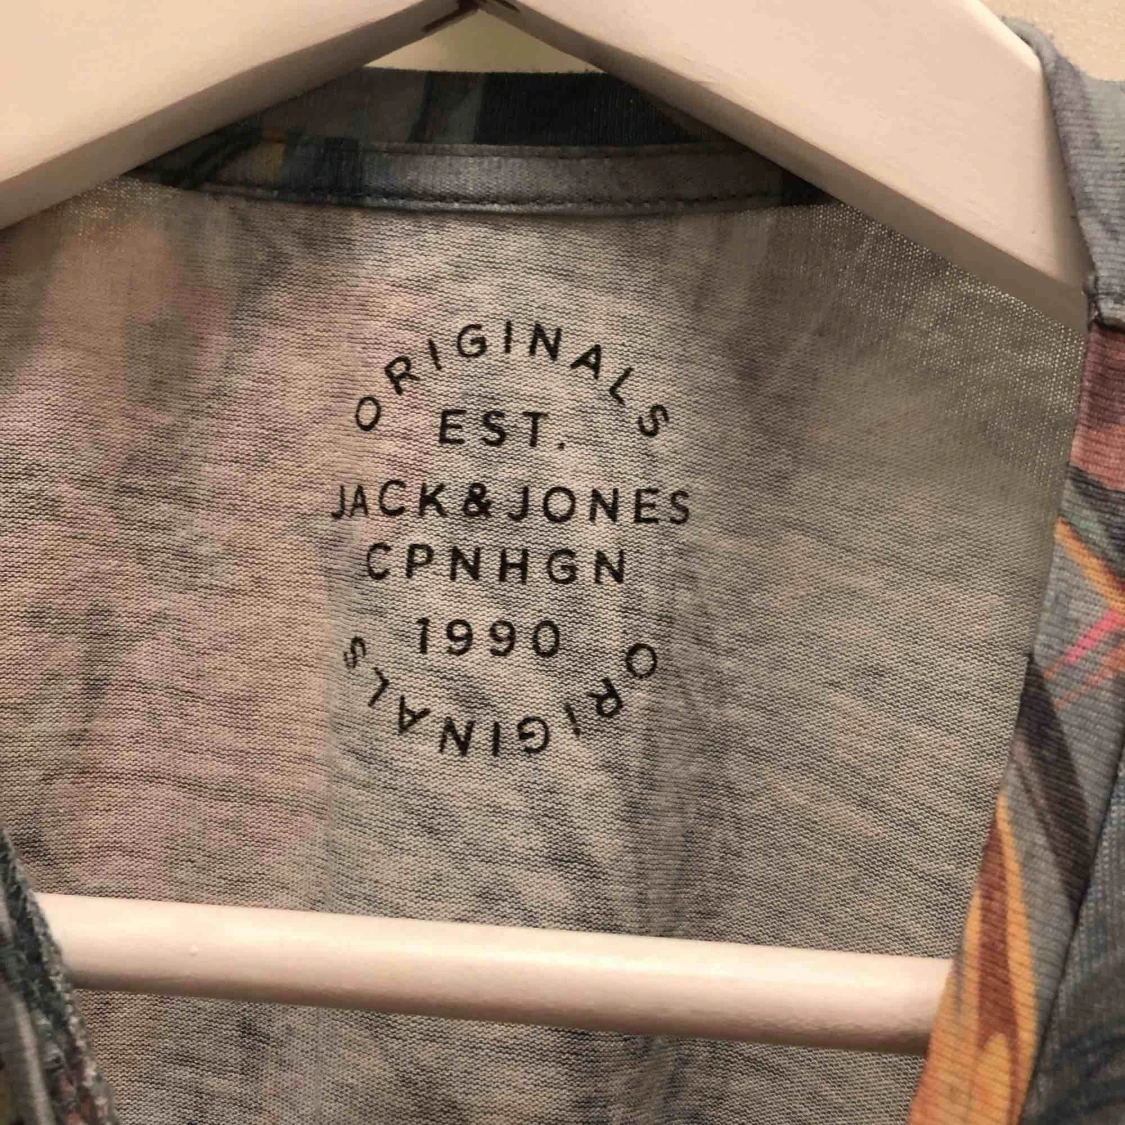 ORIGINALS
EST.
JACK&JONES
CPNHGN
1990
ORIGINALS